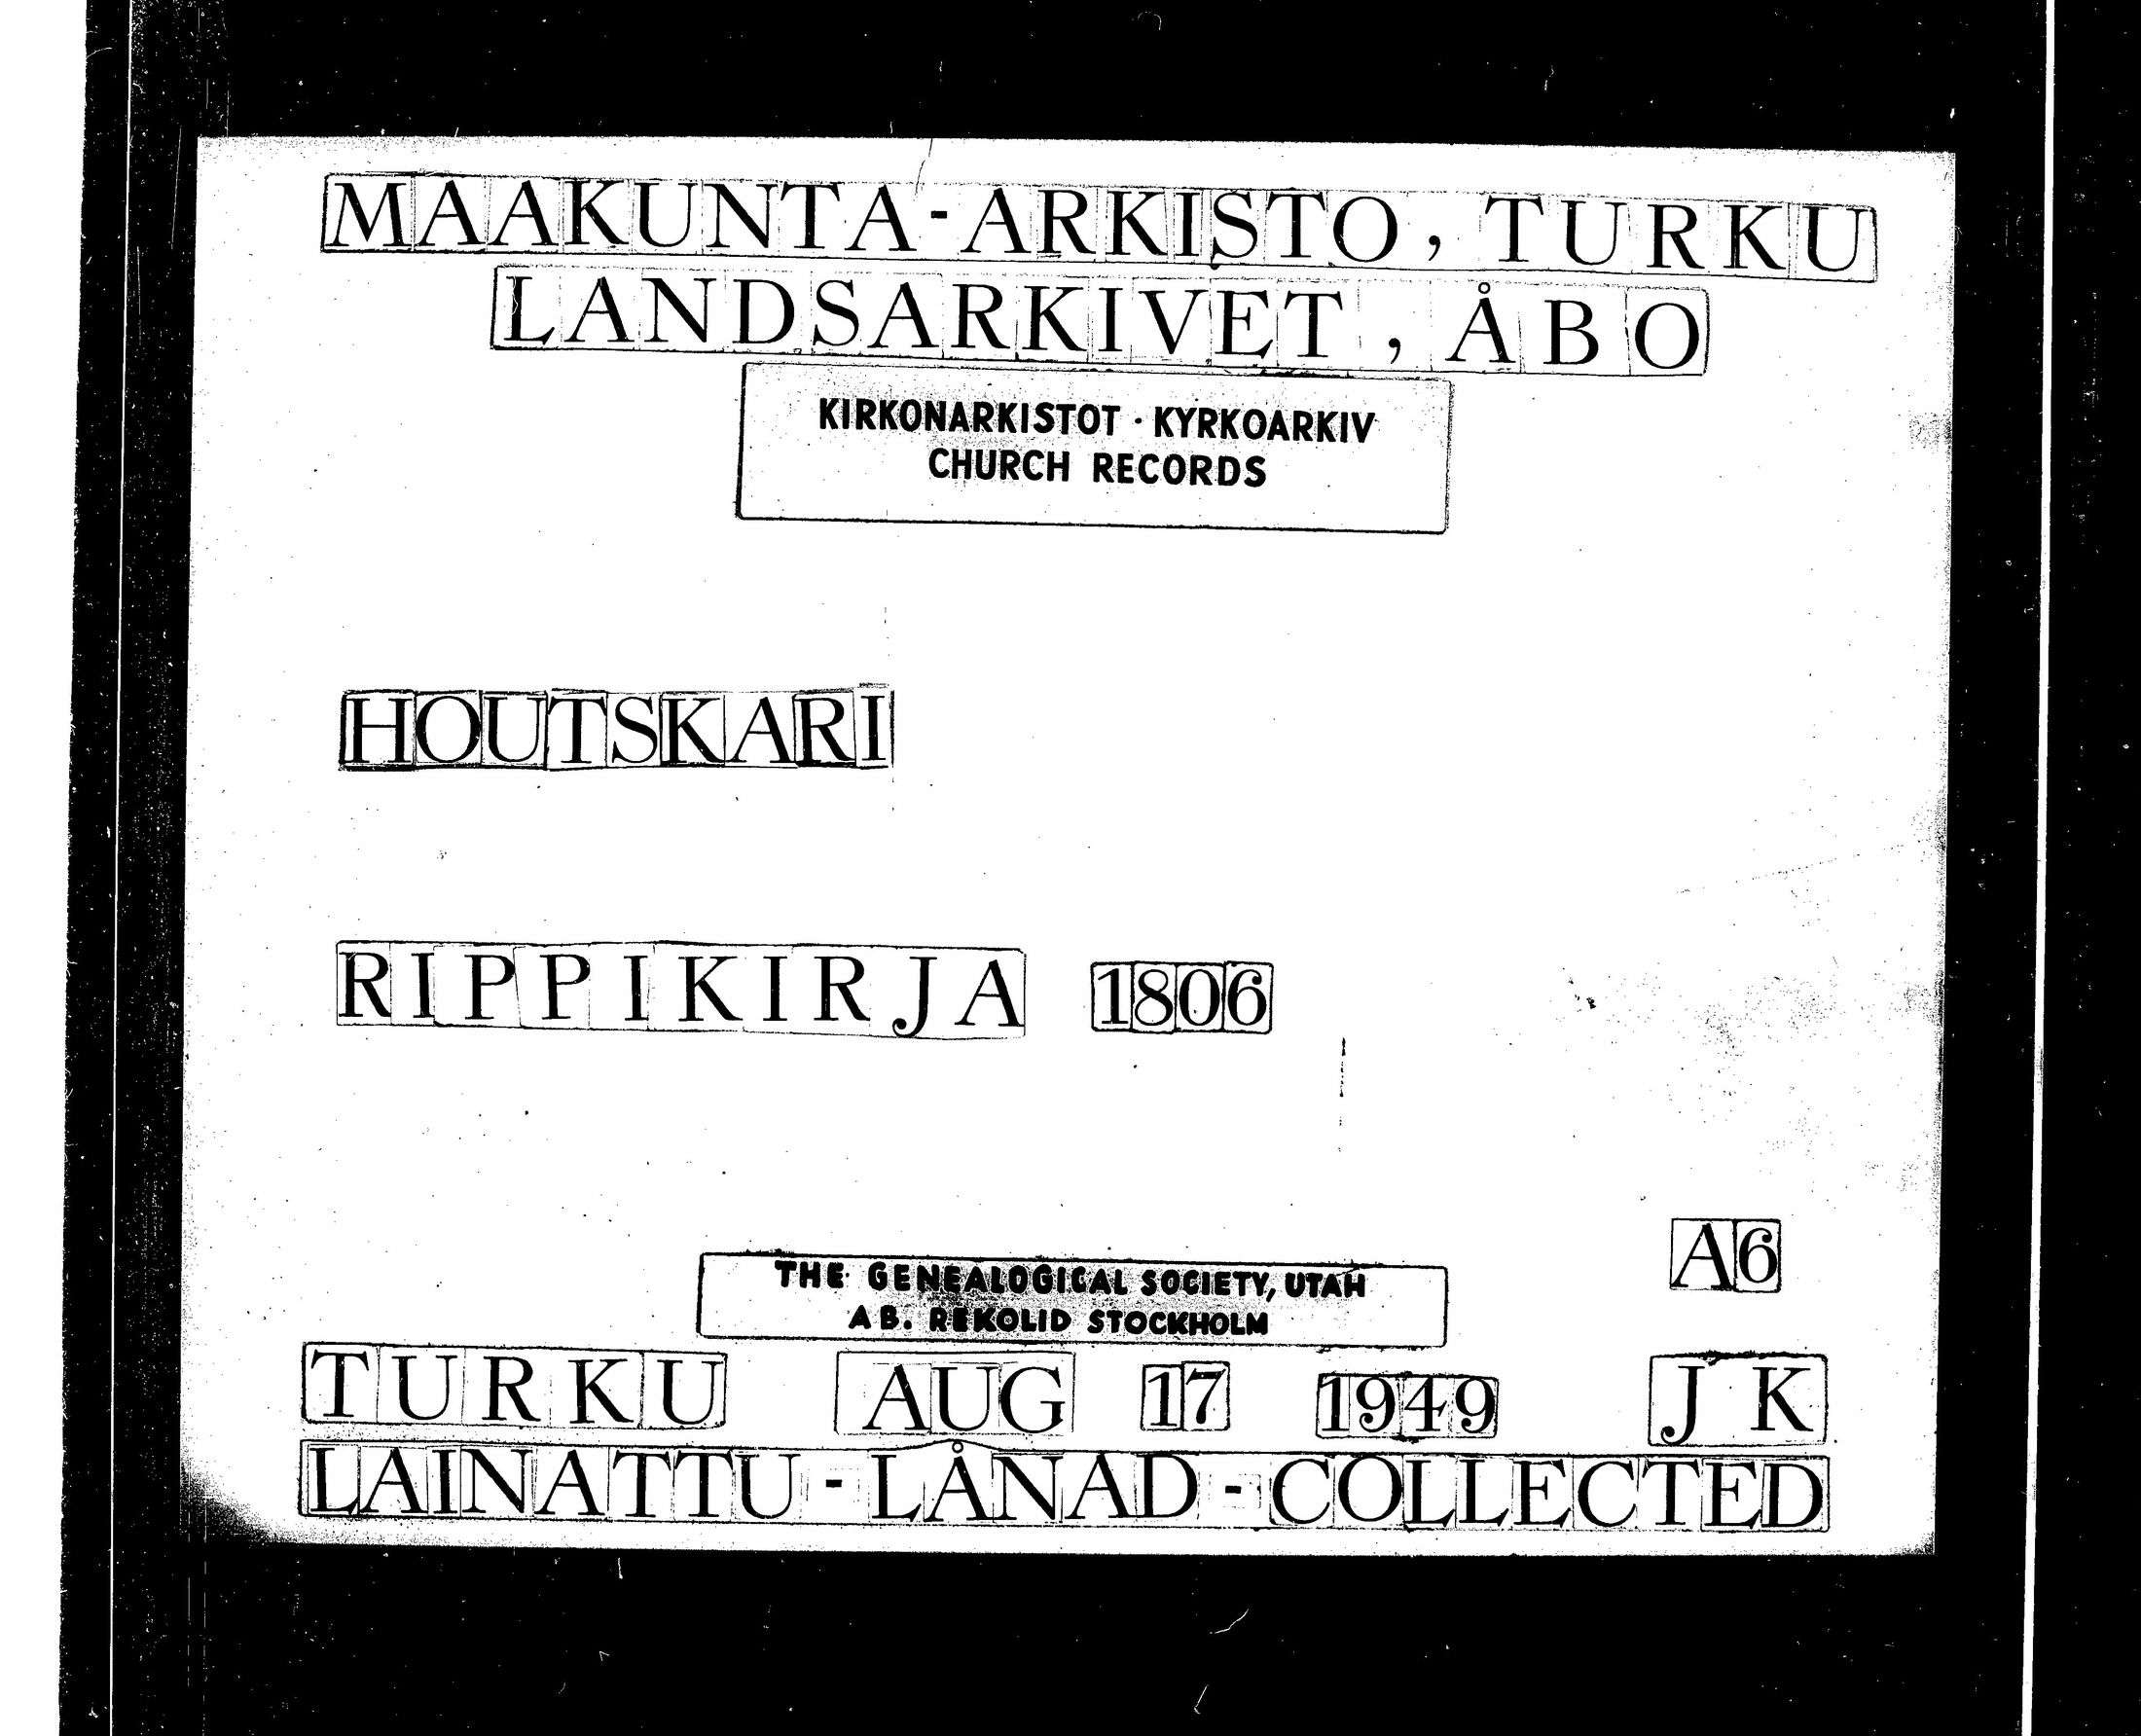 MAAKUNTA-ARKISTO, TURKU
LANDSARKIVET, ÅBO
KIRKONARKISTOT · KYRKOARKIV
CHURCH RECORDS
HOUTSKARI
RIPPIKIRJA 1806
A6
THE GENEALOGICAL SOCIETY, UTAH
AB. REKOLID STOCKHOLM
TURKU AUG 17 1949 JK
LAINATTU - LÅNAD - COLLECTED